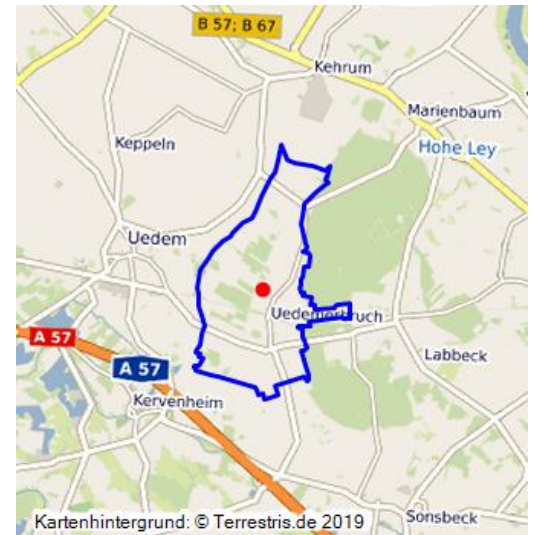 B 57; B 67
Kehrum
Marienbaum
Keppeln
Hohe Ley
Uedem
Uedemerbruch
A 57
Labbeck
A 57
Kervenheim
Sonsbeck
Kartenhintergrund: © Terrestris.de 2019